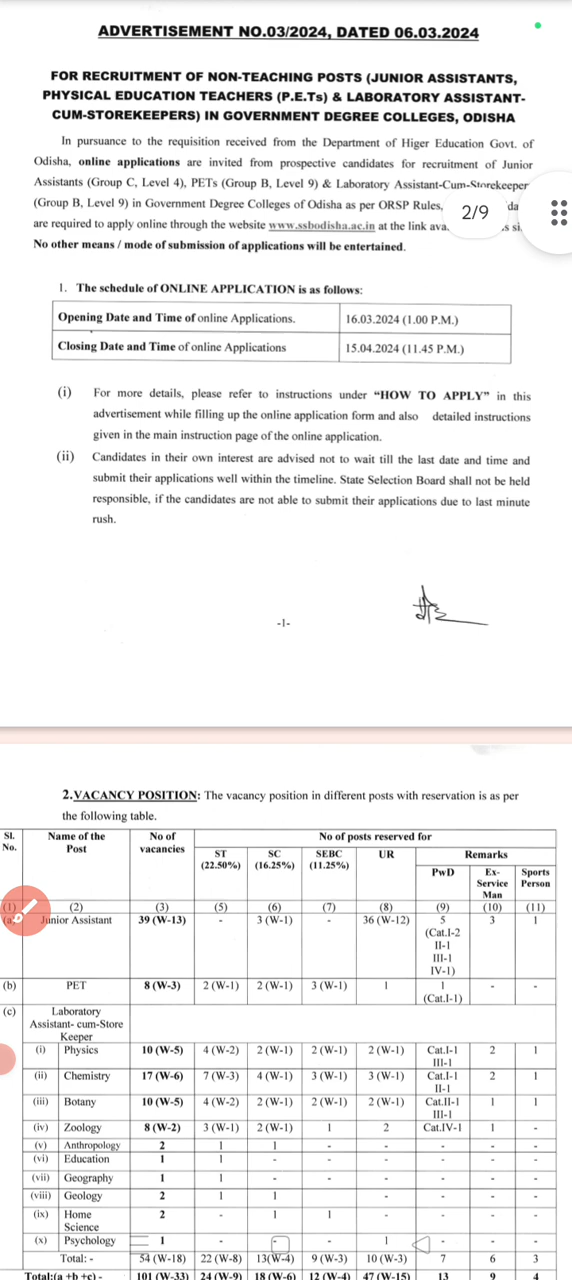 ADVERTISEMENT NO.03/2024, DATED 06.03.2024
FOR RECRUITMENT OF NON-TEACHING POSTS (JUNIOR ASSISTANTS,
PHYSICAL EDUCATION TEACHERS (P.E.Ts) & LABORATORY ASSISTANT-
CUM-STOREKEEPERS) IN GOVERNMENT DEGREE COLLEGES, ODISHA
In pursuance to the requisition received from the Department of Higer Education Govt. of
Odisha, online applications are invited from prospective candidates for recruitment of Junior
Assistants (Group C, Level 4), PETs (Group B, Level 9) & Laboratory Assistant-Cum-Storekeeper
(Group B, Level 9) in Government Degree Colleges of Odisha as per ORSP Rules,
2/9
are required to apply online through the website www.ssbodisha.ac.in at the link
No other means / mode of submission of applications will be entertained.
1. The schedule of ONLINE APPLICATION is as follows:
Opening Date and Time of online Applications. 16.03.2024 (1.00 P.M.)
Closing Date and Time of online Applications 15.04.2024 (11.45 P.M.)
(i) For more details, please refer to instructions under “HOW TO APPLY” in this
advertisement while filling up the online application form and also detailed instructions
given in the main instruction page of the online application.
(ii) Candidates in their own interest are advised not to wait till the last date and time and
submit their applications well within the timeline. State Selection Board shall not be held
responsible, if the candidates are not able to submit their applications due to last minute
rush.
-1-
2.VACANCY POSITION: The vacancy position in different posts with reservation is as per
the following table.
Sl. No. Name of the Post No of vacancies No of posts reserved for
ST (22.50%) SC (16.25%) SEBC (11.25%) UR Remarks
PwD Ex-Service Man Sports Person
(1) (2) (3) (5) (6) (7) (8) (9) (10) (11)
(a) Junior Assistant 39 (W-13) - 3 (W-1) - 36 (W-12) 5 3 1
(Cat.I-2
II-1
III-1
IV-1)
(b) PET 8 (W-3) 2 (W-1) 2 (W-1) 3 (W-1) 1 1 - -
(Cat.I-1)
(c) Laboratory
Assistant- cum-Store
Keeper
(i) Physics 10 (W-5) 4 (W-2) 2 (W-1) 2 (W-1) 2 (W-1) Cat.I-1 2 1
III-1
(ii) Chemistry 17 (W-6) 7 (W-3) 4 (W-1) 3 (W-1) 3 (W-1) Cat.I-1 2 1
II-1
(iii) Botany 10 (W-5) 4 (W-2) 2 (W-1) 2 (W-1) 2 (W-1) Cat.II-1 1 1
III-1
(iv) Zoology 8 (W-2) 3 (W-1) 2 (W-1) 1 2 Cat.IV-1 1 -
(v) Anthropology 2 1 1 - - - - -
(vi) Education 1 1 - - - - - -
(vii) Geography 1 1 - - - - - -
(viii) Geology 2 1 1 - - - - -
(ix) Home 2 - 1 1 - - - -
Science
(x) Psychology 1 - - - 1 - -
Total: - 54 (W-18) 22 (W-8) 13(W-4) 9 (W-3) 10 (W-3) 7 6 3
Total:(a +b +c) - 101 (W-33) 24 (W-9) 18 (W-6) 12 (W-4) 47 (W-15) 13 9 4